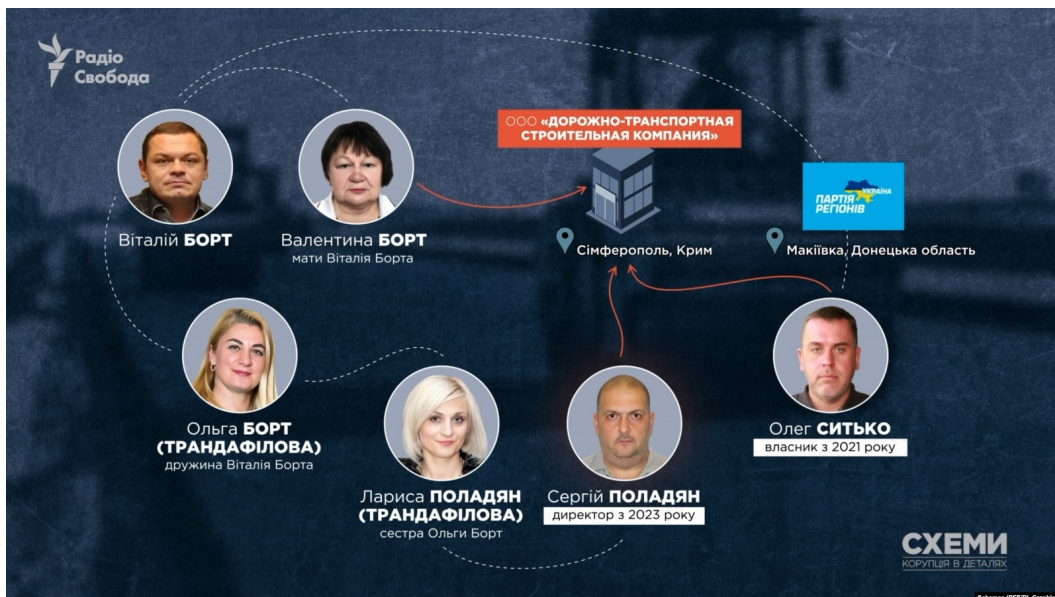 Радіо
Свобода
ООО «ДОРОЖНО-ТРАНСПОРТНАЯ
СТРОИТЕЛЬНАЯ КОМПАНИЯ»
УКРАЇНА
ПАРТІЯ
РЕГІОНІВ
Віталій БОРТ
Валентина БОРТ
мати Віталія Борта
Сімферополь, Крим
Макіївка, Донецька область
Ольга БОРТ
(ТРАНДАФІЛОВА)
дружина Віталія Борта
Олег СИТЬКО
власник з 2021 року
Лариса ПОЛАДЯН
(ТРАНДАФІЛОВА)
сестра Ольги Борт
Сергій ПОЛАДЯН
директор з 2023 року
СХЕМИ
КОРУПЦІЯ В ДЕТАЛЯХ